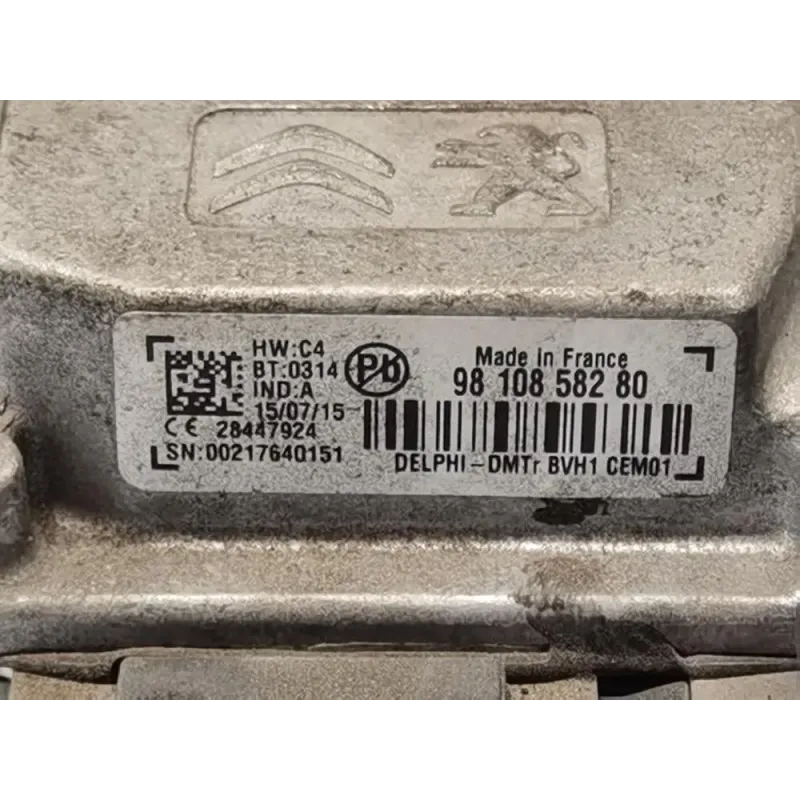 HW:C4
BT:0314
IND:A
15/07/15
CE 28447924
SN:00217640151
Pb
Made in France
98 108 582 80
DELPHI-DMTr BVH1 CEM01